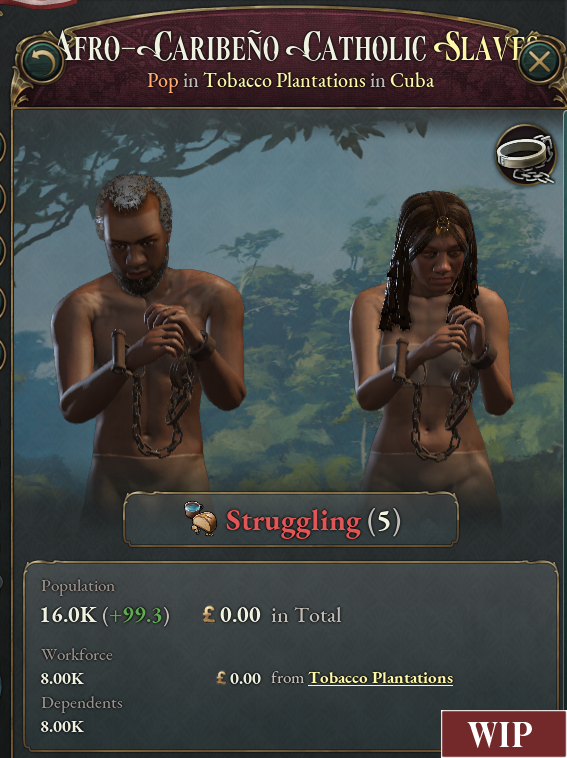 Afro-Caribeño Catholic Slaves
Pop in Tobacco Plantations in Cuba
Struggling (5)
Population
16.0K (+99.3) £ 0.00 in Total
Workforce
8.00K £ 0.00 from Tobacco Plantations
Dependents
8.00K
WIP